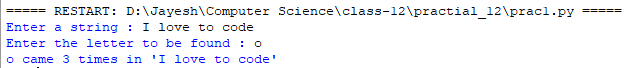 ===== RESTART: D:\Jayesh\Computer Science\class-12\practial_12\prac1.py =====
Enter a string : I love to code
Enter the letter to be found : o
o came 3 times in 'I love to code'